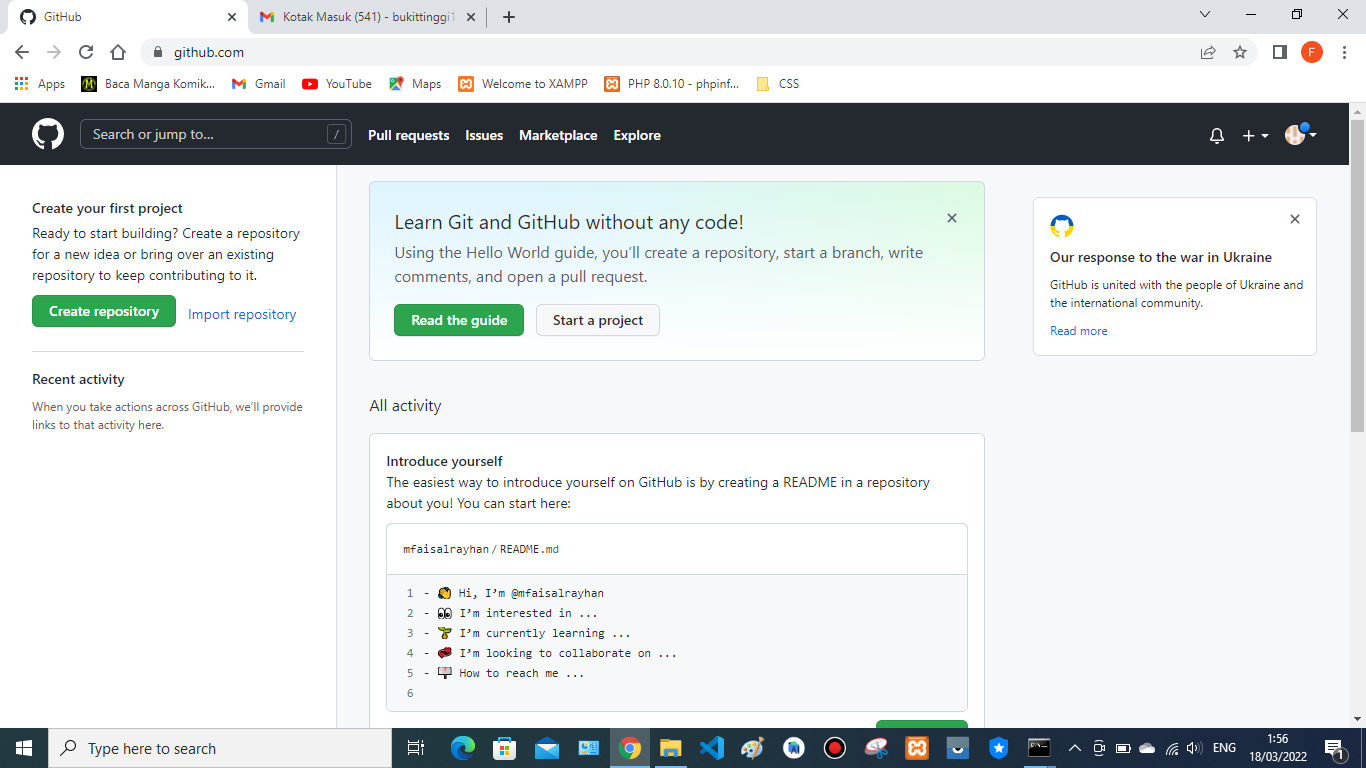 GitHub
Kotak Masuk (541) - bukittinggi1
github.com
F
Apps
Baca Manga Komik...
Gmail
YouTube
Maps
Welcome to XAMPP
PHP 8.0.10 - phpinf...
CSS
Search or jump to...
/
Pull requests
Issues
Marketplace
Explore
Create your first project
Ready to start building? Create a repository
for a new idea or bring over an existing
repository to keep contributing to it.
Create repository
Import repository
Recent activity
When you take actions across GitHub, we’ll provide
links to that activity here.
Learn Git and GitHub without any code!
Using the Hello World guide, you’ll create a repository, start a branch, write
comments, and open a pull request.
Read the guide
Start a project
All activity
Introduce yourself
The easiest way to introduce yourself on GitHub is by creating a README in a repository
about you! You can start here:
mfaisalrayhan / README.md
1 - 👋 Hi, I’m @mfaisalrayhan
2 - 👀 I’m interested in ...
3 - 🌱 I’m currently learning ...
4 - 💞️ I’m looking to collaborate on ...
5 - 📫 How to reach me ...
6
Our response to the war in Ukraine
GitHub is united with the people of Ukraine and
the international community.
Read more
Type here to search
ENG
1:56
18/03/2022
1